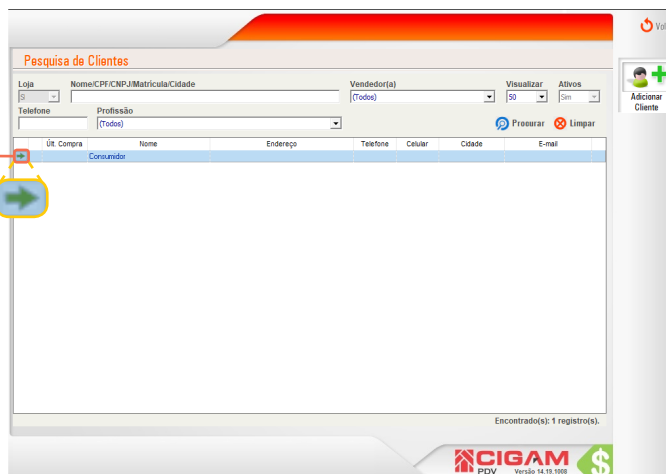 Vol
Pesquisa de Clientes
Loja Nome/CPF/CNPJ/Matrícula/Cidade Vendedor(a) Visualizar Ativos
(Todos) 50 Sim
Adicionar
Cliente
Telefone Profissão
(Todos) Procurar Limpar
Últ. Compra Nome Endereço Telefone Celular Cidade E-mail
Consumidor
Encontrado(s): 1 registro(s).
CIGAM
PDV Versão 14.19.1008
$